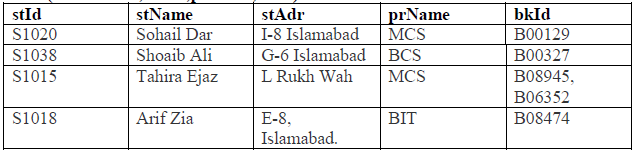 stId stName stAdr prName bkId
S1020 Sohail Dar I-8 Islamabad MCS B00129
S1038 Shoaib Ali G-6 Islamabad BCS B00327
S1015 Tahira Ejaz L Rukh Wah MCS B08945,
B06352
S1018 Arif Zia E-8, BIT B08474
Islamabad.